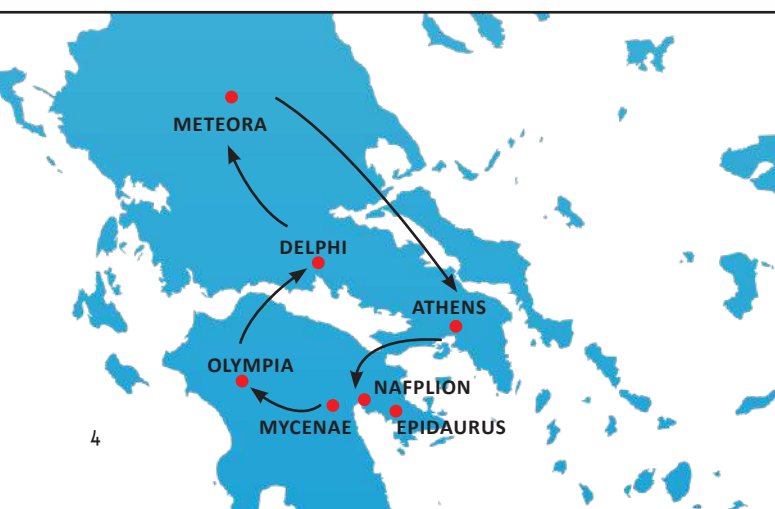 METEORA
DELPHI
ATHENS
OLYMPIA
NAFPLION
MYCENAE
EPIDAURUS
4